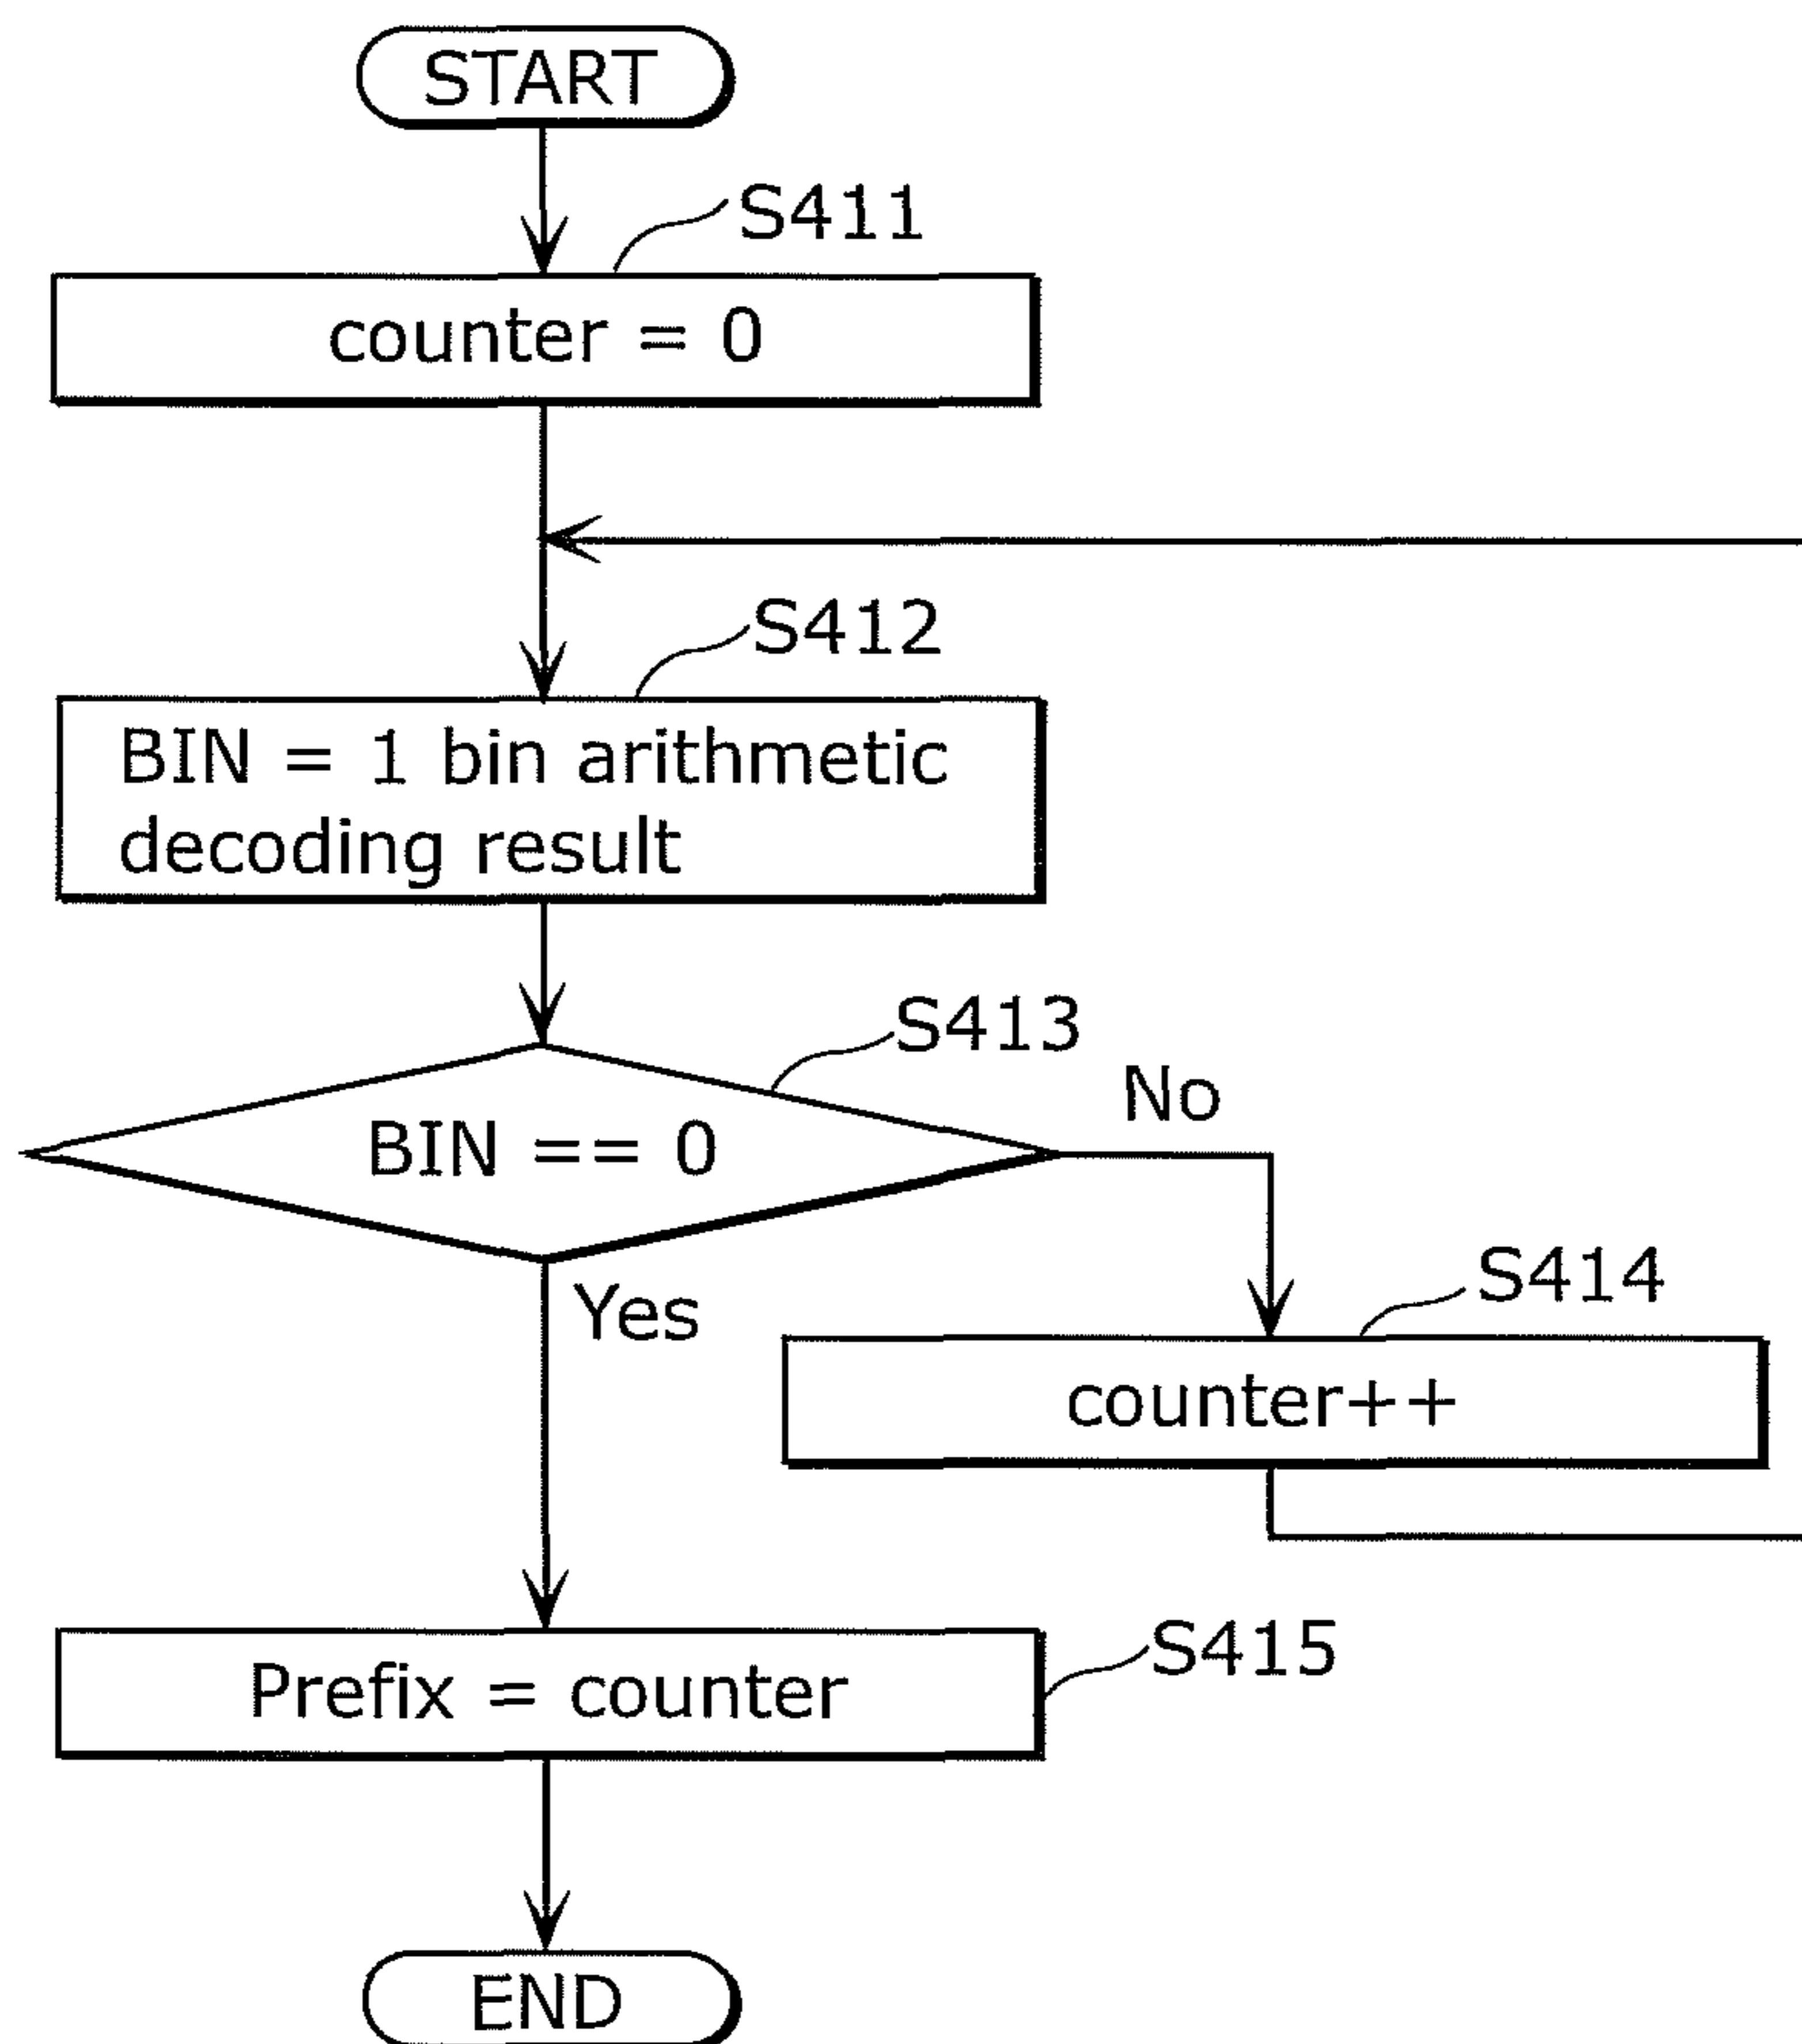 START
S411
counter = 0
S412
BIN = 1 bin arithmetic
decoding result
S413
BIN == 0
No
Yes
S414
counter++
S415
Prefix = counter
END